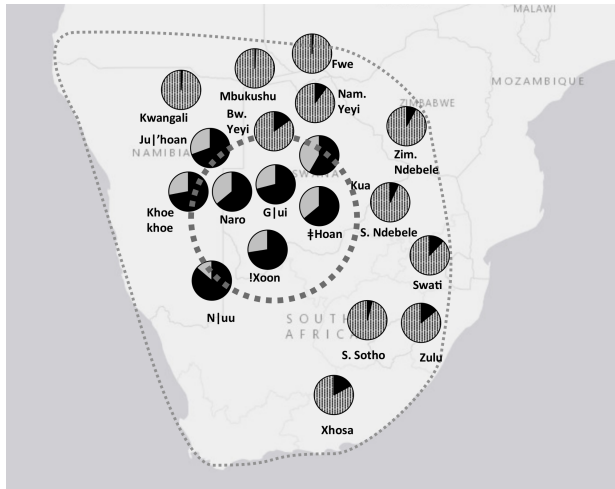 MALAWI
Fwe
Mbukushu
Nam.
Yeyi
MOZAMBIQUE
Kwangali
Bw.
Yeyi
ZIMBABWE
Ju|'hoan
NAMIBIA
Zim.
Ndebele
SWANA
Kua
Khoe
khoe
Naro
G|ui
ǂHoan
S. Ndebele
!Xoon
Swati
N|uu
SOUTH
AFRICA
S. Sotho
Zulu
Xhosa